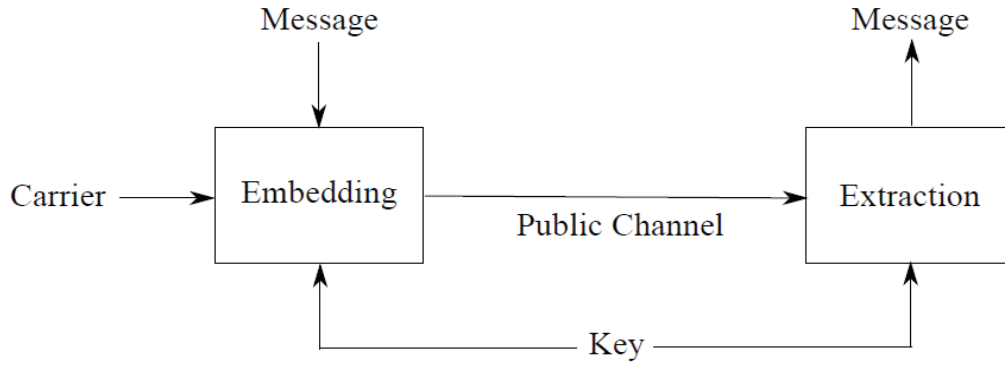 Message
Message
Carrier
Embedding
Public Channel
Extraction
Key